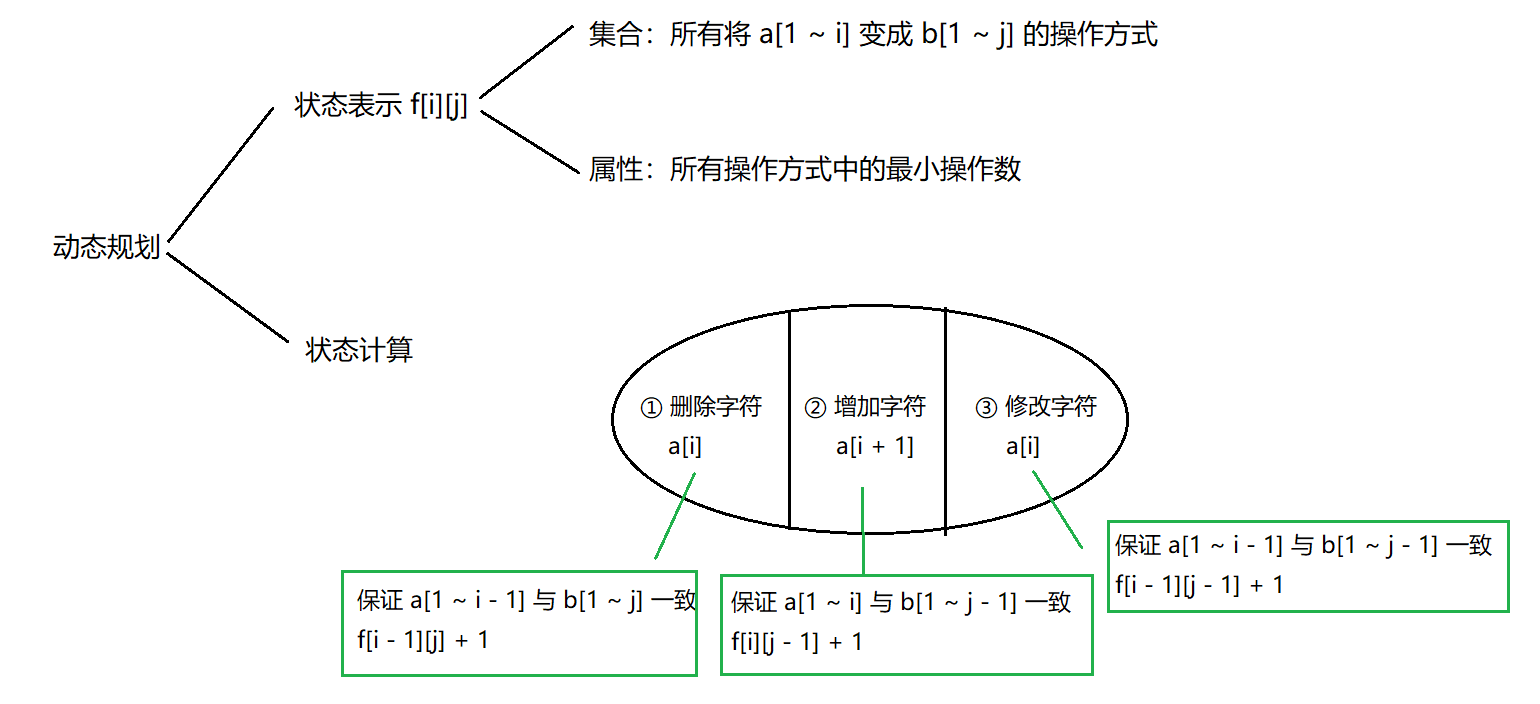 集合：所有将 a[1 ~ i] 变成 b[1 ~ j] 的操作方式
状态表示 f[i][j]
属性：所有操作方式中的最小操作数
动态规划
状态计算
① 删除字符
a[i]
② 增加字符
a[i + 1]
③ 修改字符
a[i]
保证 a[1 ~ i - 1] 与 b[1 ~ j] 一致
f[i - 1][j] + 1
保证 a[1 ~ i] 与 b[1 ~ j - 1] 一致
f[i][j - 1] + 1
保证 a[1 ~ i - 1] 与 b[1 ~ j - 1] 一致
f[i - 1][j - 1] + 1